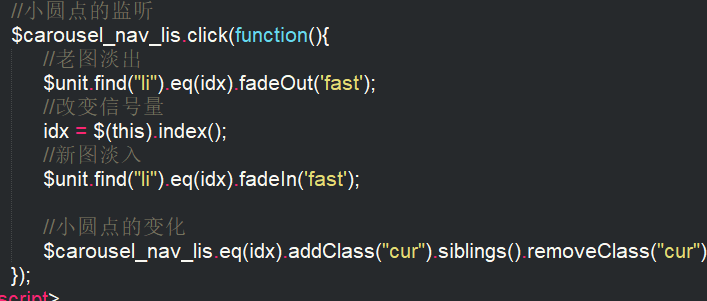 //小圆点的监听
$carousel_nav_lis.click(function(){
//老图淡出
$unit.find("li").eq(idx).fadeOut('fast');
//改变信号量
idx = $(this).index();
//新图淡入
$unit.find("li").eq(idx).fadeIn('fast');
//小圆点的变化
$carousel_nav_lis.eq(idx).addClass("cur").siblings().removeClass("cur")
});
script>